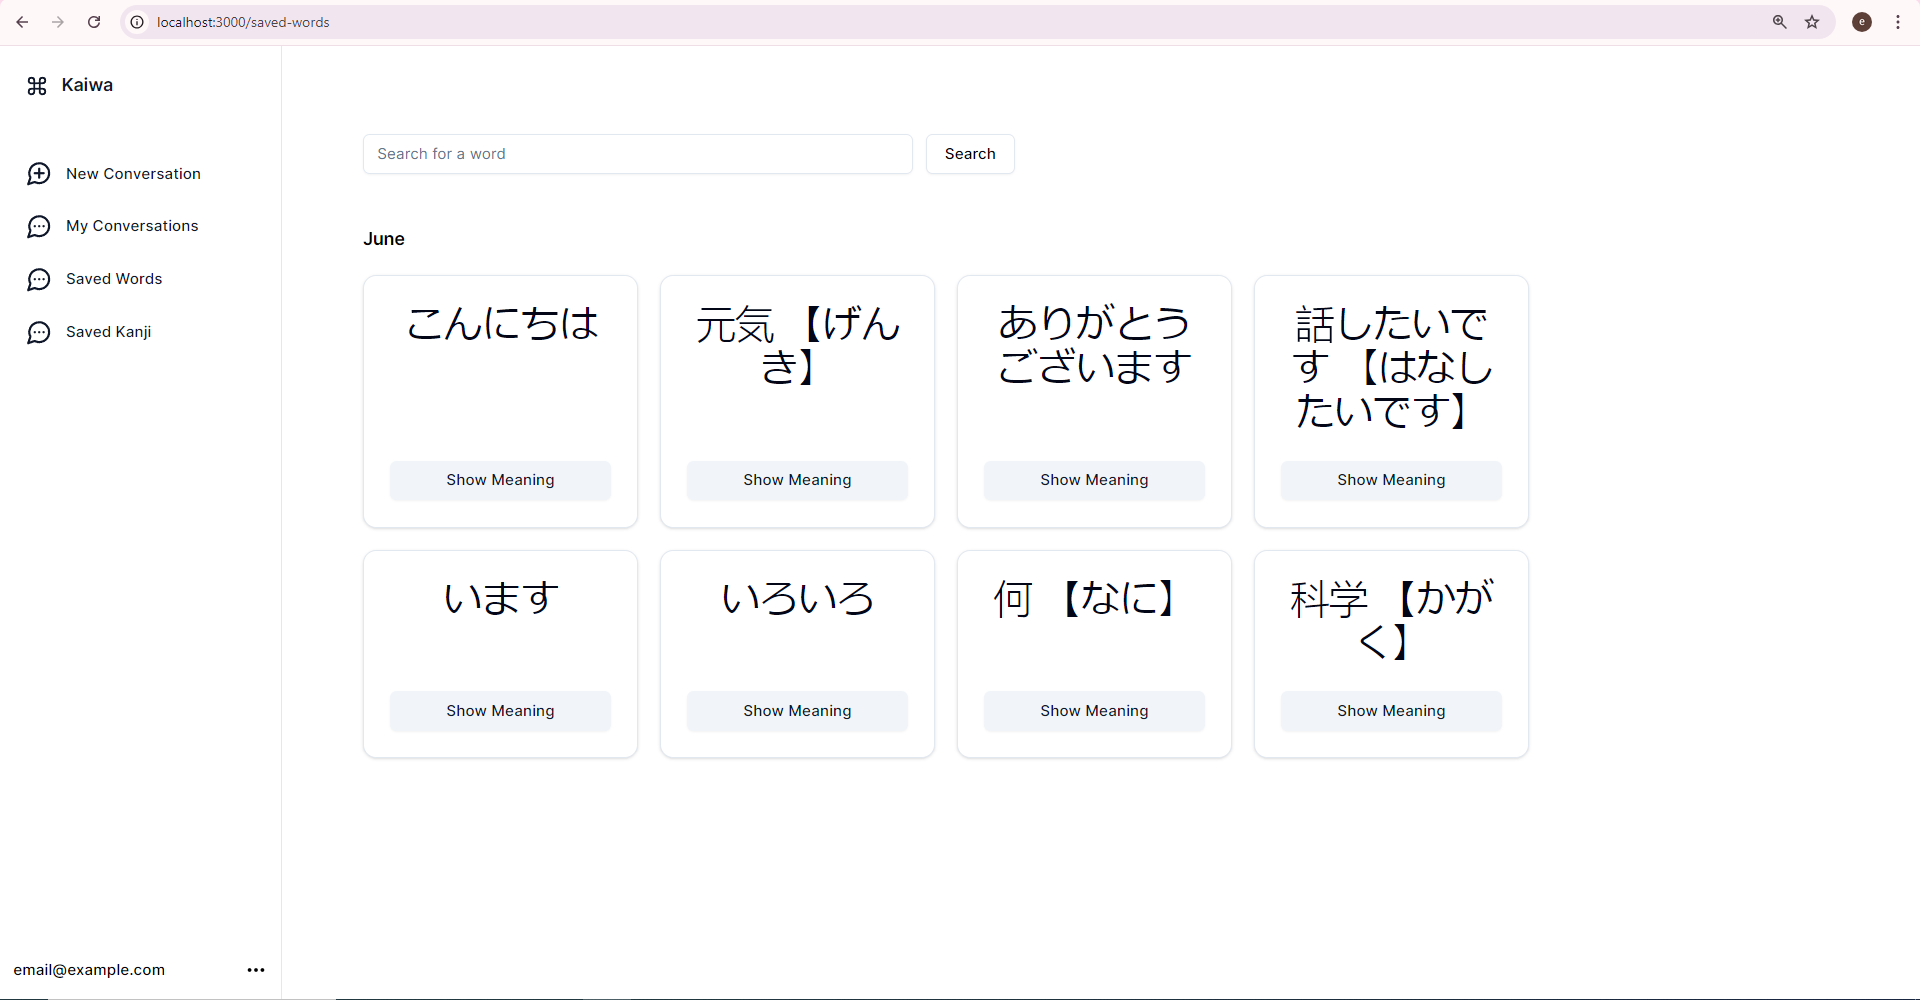 localhost:3000/saved-words
e
Kaiwa
New Conversation
My Conversations
Saved Words
Saved Kanji
email@example.com
Search for a word
Search
June
こんにちは
Show Meaning
元気 【げん
き】
Show Meaning
ありがとう
ございます
Show Meaning
話したいで
す 【はなし
たいです】
Show Meaning
います
Show Meaning
いろいろ
Show Meaning
何 【なに】
Show Meaning
科学 【かが
く】
Show Meaning